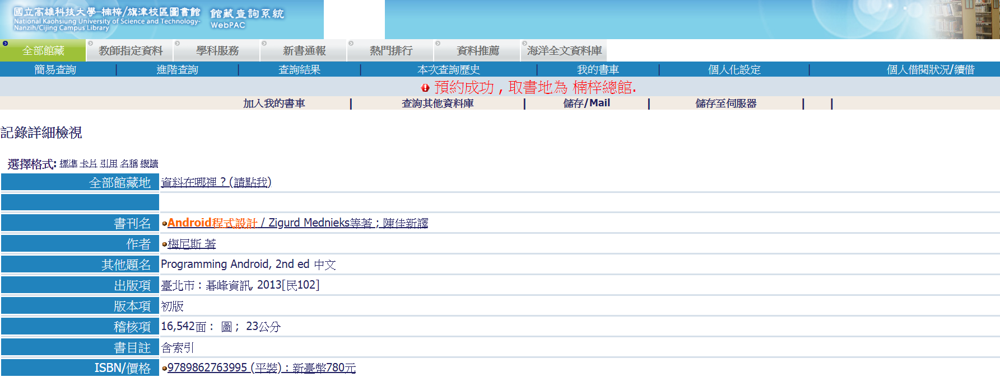 國立高雄科技大學-楠梓/旗津校區圖書館 館藏查詢系統
National Kaohsiung University of Science and Technology-
Nanzih/Cijing Campus Library WebPAC
全部館藏 教師指定資料 學科服務 新書通報 熱門排行 資料推薦 海洋全文資料庫
簡易查詢 | 進階查詢 | 查詢結果 | 本次查詢歷史 | 我的書車 | 個人化設定 | 個人借閱狀況/續借
預約成功，取書地為 楠梓總館.
加入我的書車 | 查詢其他資料庫 | 儲存/Mail | 儲存至伺服器 | |
記錄詳細檢視
選擇格式: 標準 卡片 引用 名稱 機讀
全部館藏地 資料在哪裡？(請點我)
書刊名 Android程式設計 / Zigurd Mednieks等著 ; 陳佳新譯
作者 梅尼斯 著
其他題名 Programming Android, 2nd ed 中文
出版項 臺北市 : 碁峰資訊, 2013[民102]
版本項 初版
稽核項 16,542面 : 圖 ; 23公分
書目註 含索引
ISBN/價格 9789862763995 (平裝) : 新臺幣780元